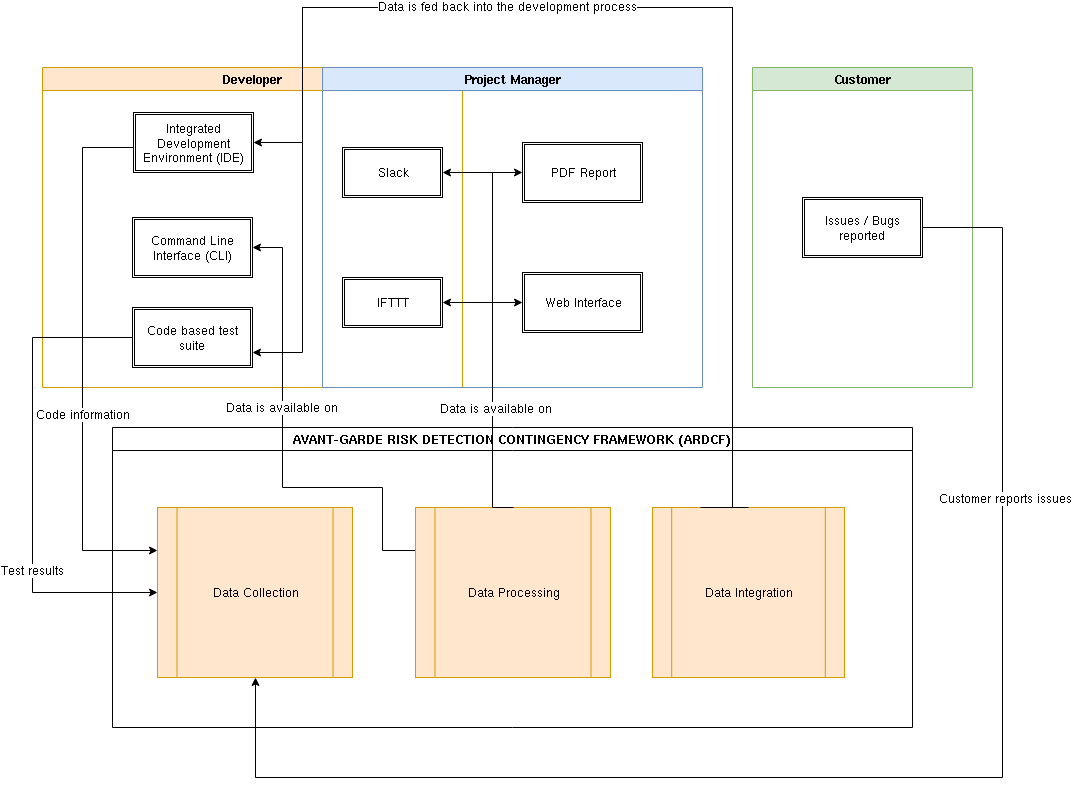 Data is fed back into the development process
Developer
Project Manager
Customer
Integrated
Development
Environment (IDE)
Slack
PDF Report
Issues / Bugs
reported
Command Line
Interface (CLI)
IFTTT
Web Interface
Code based test
suite
Code information
Data is available on
Data is available on
AVANT-GARDE RISK DETECTION CONTINGENCY FRAMEWORK (ARDCF)
Customer reports issues
Test results
Data Collection
Data Processing
Data Integration